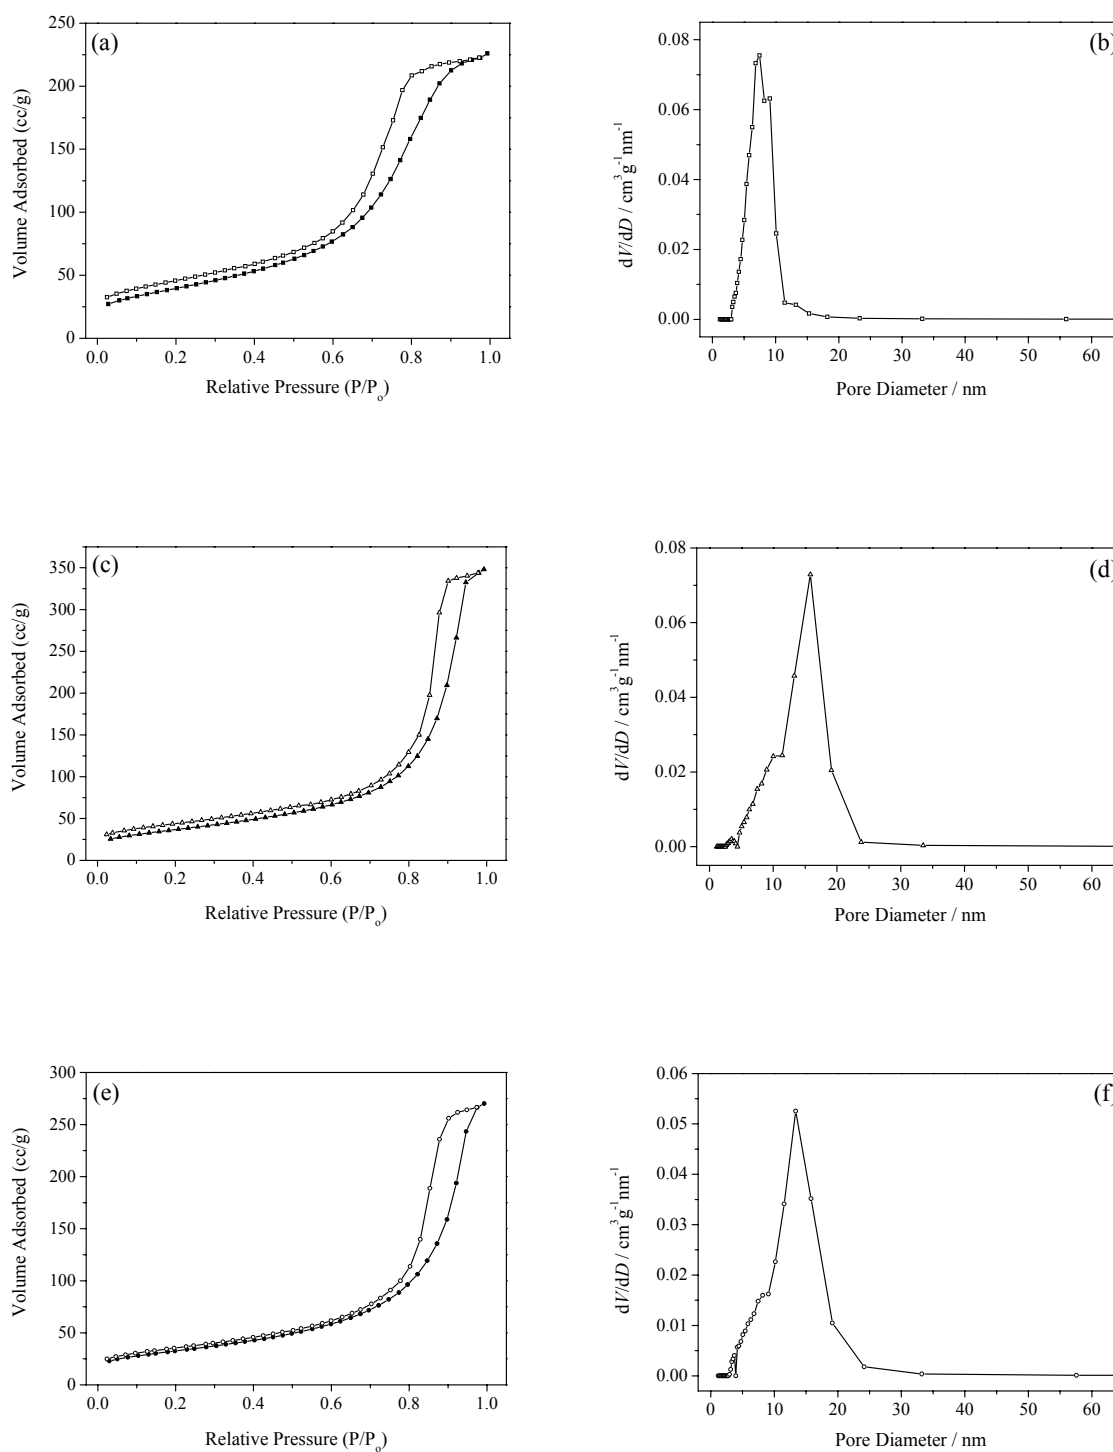 (a)
250
200
150
100
50
0
Volume Adsorbed (cc/g)
0.0 0.2 0.4 0.6 0.8 1.0
Relative Pressure (P/P₀)
(b)
0.08
0.06
0.04
0.02
0.00
dV/dD / cm³g⁻¹nm⁻¹
0 10 20 30 40 50 60
Pore Diameter / nm
(c)
350
300
250
200
150
100
50
0
Volume Adsorbed (cc/g)
0.0 0.2 0.4 0.6 0.8 1.0
Relative Pressure (P/P₀)
(d)
0.08
0.06
0.04
0.02
0.00
dV/dD / cm³g⁻¹nm⁻¹
0 10 20 30 40 50 60
Pore Diameter / nm
(e)
300
250
200
150
100
50
0
Volume Adsorbed (cc/g)
0.0 0.2 0.4 0.6 0.8 1.0
Relative Pressure (P/P₀)
(f)
0.06
0.05
0.04
0.03
0.02
0.01
0.00
dV/dD / cm³g⁻¹nm⁻¹
0 10 20 30 40 50 60
Pore Diameter / nm